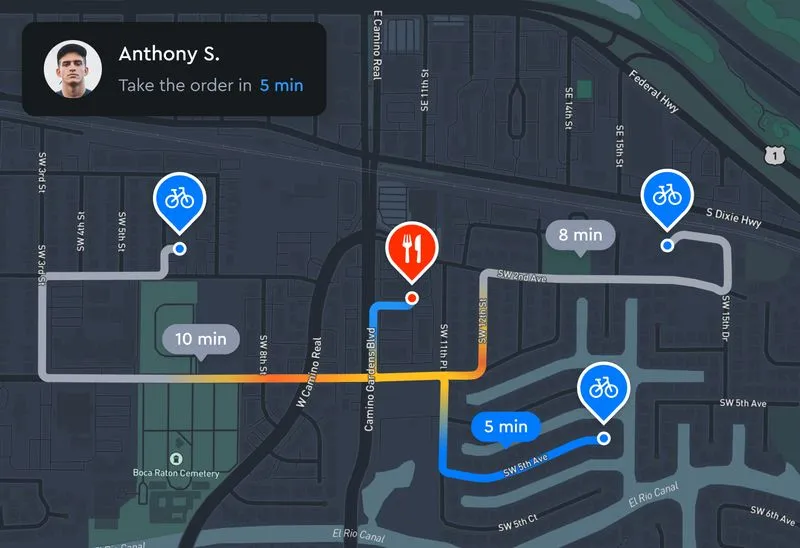 Anthony S.
Take the order in 5 min
E Camino Real
SE 11th St
SE 14th St
SE 15th St
Federal Hwy
1
SW 3rd St
SW 4th St
SW 5th St
S Dixie Hwy
8 min
SW 3rd St
SW 2nd Ave
SW 15th Dr
10 min
SW 8th St
W Camino Real
Camino Gardens Blvd
SW 11th Pl
SW 12th St
SW 5th Ave
5 min
SW 5th Ave
Boca Raton Cemetery
El Rio Canal
SW 5th Ct
SW 6th Ave
El Rio Canal
El Rio Canal